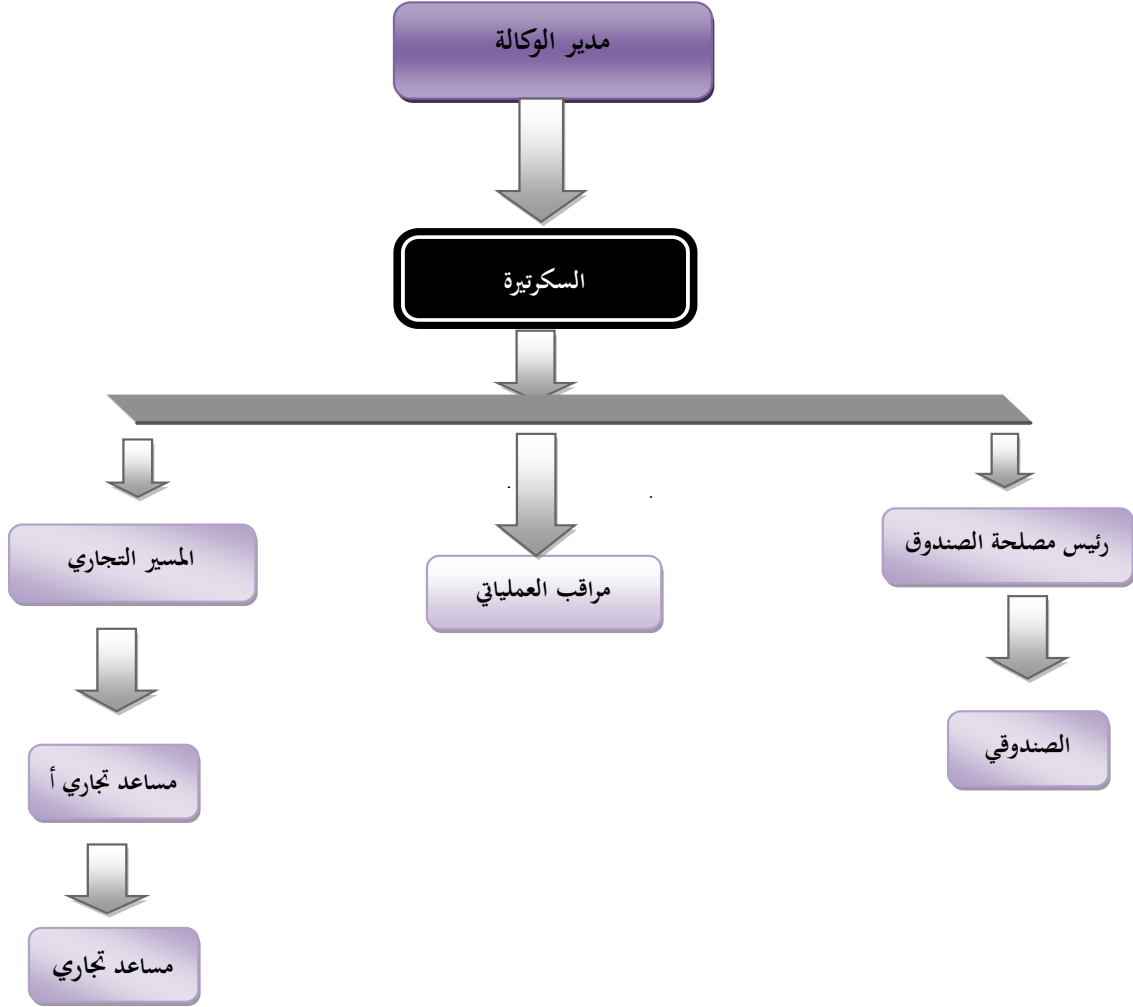 مدير الوكالة
السكرتيرة
رئيس مصلحة الصندوق
مراقب العملياتي
المسير التجاري
الصندوقي
مساعد تجاري أ
مساعد تجاري